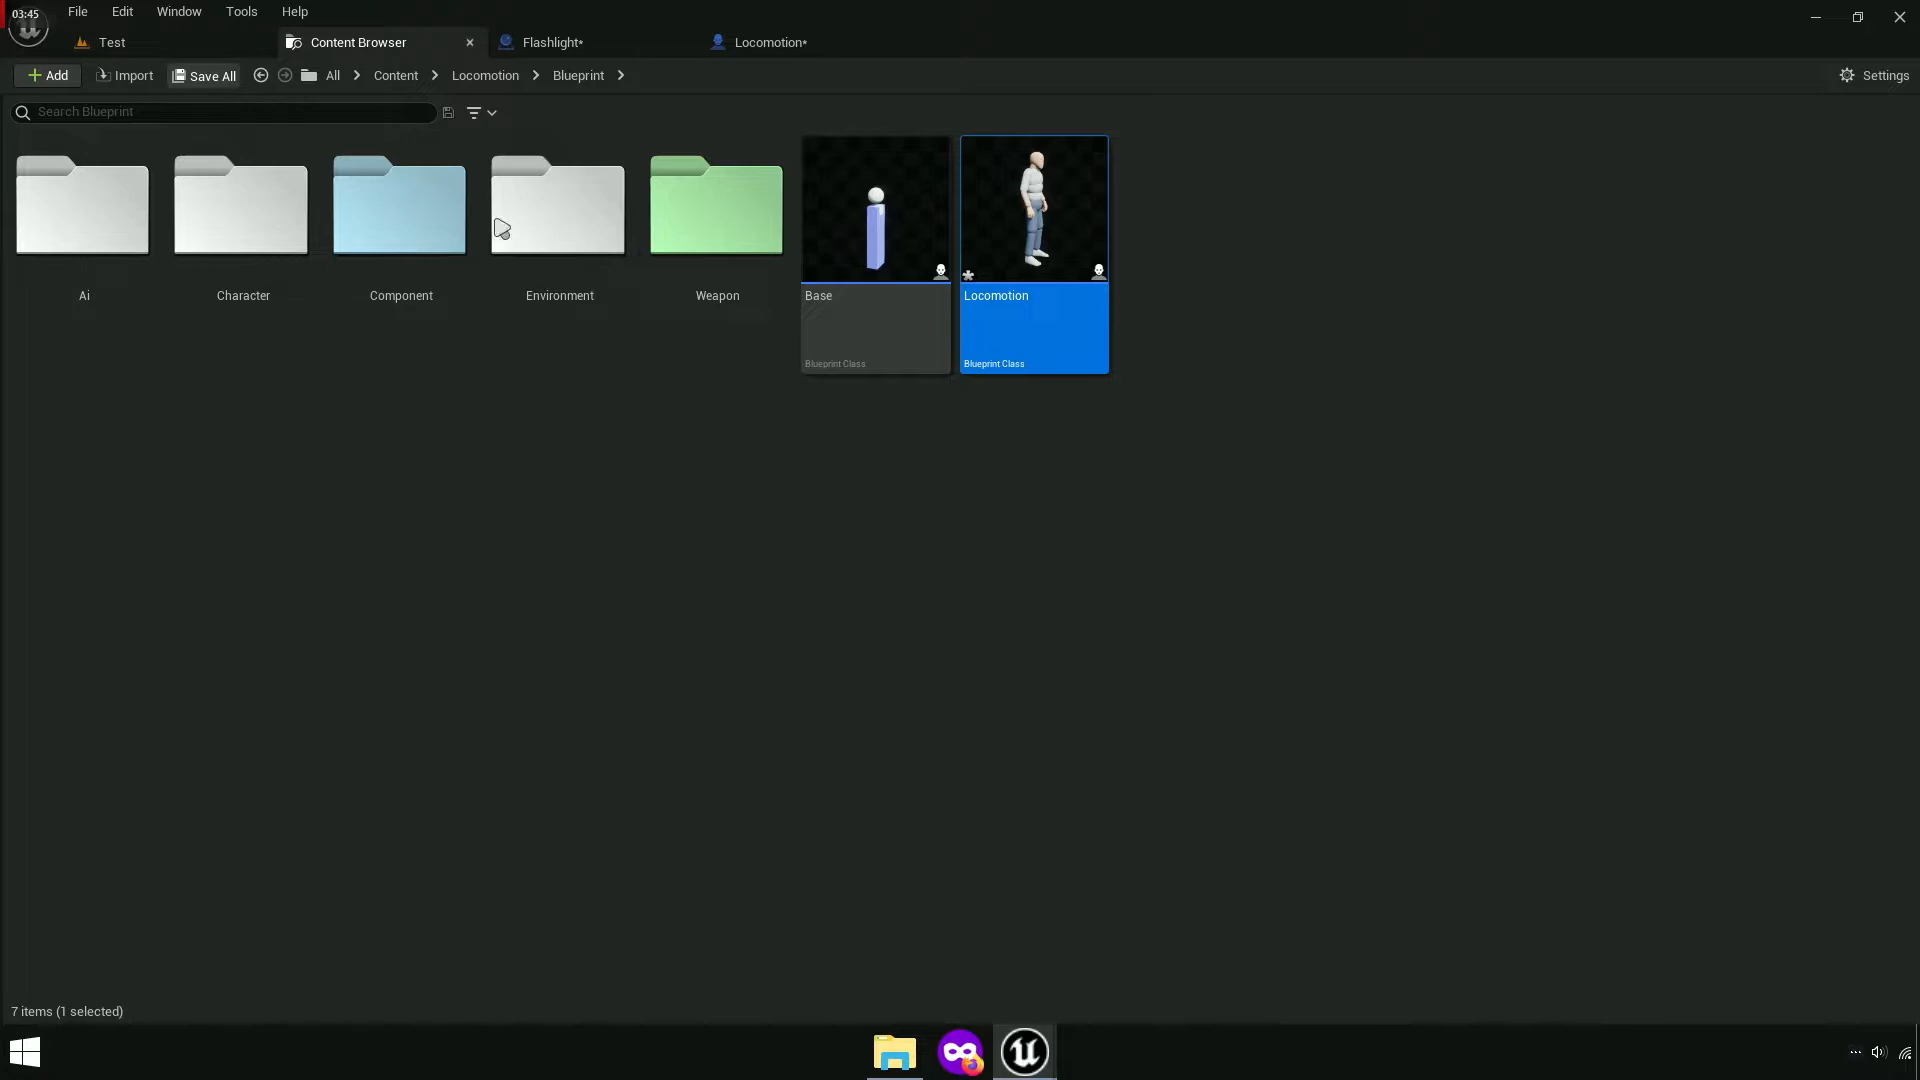 03:45
File Edit Window Tools Help
Test
Content Browser
Flashlight*
Locomotion*
Add
Import
Save All
All
Content
Locomotion
Blueprint
Settings
Search Blueprint
Ai
Character
Component
Environment
Weapon
Base
Blueprint Class
Locomotion
Blueprint Class
7 items (1 selected)